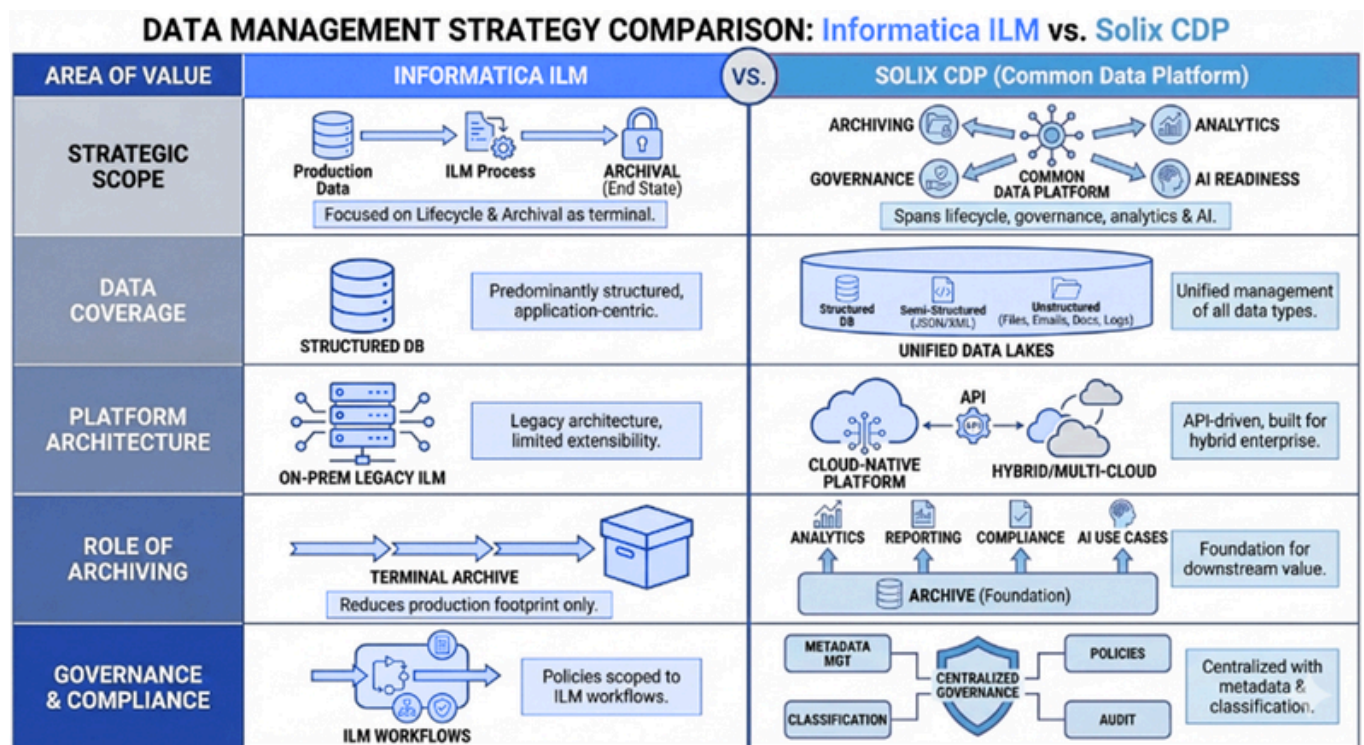 DATA MANAGEMENT STRATEGY COMPARISON: Informatica ILM vs. Solix CDP
AREA OF VALUE
INFORMATICA ILM
VS.
SOLIX CDP (Common Data Platform)
STRATEGIC
SCOPE
Production
Data
ILM Process
ARCHIVAL
(End State)
Focused on Lifecycle & Archival as terminal.
ARCHIVING
ANALYTICS
GOVERNANCE
COMMON
DATA PLATFORM
AI READINESS
Spans lifecycle, governance, analytics & AI.
DATA
COVERAGE
STRUCTURED DB
Predominantly structured,
application-centric.
Structured
DB
Semi-Structured
(JSON/XML)
Unstructured
(Files, Emails, Docs, Logs)
UNIFIED DATA LAKES
Unified management
of all data types.
PLATFORM
ARCHITECTURE
ON-PREM LEGACY ILM
Legacy architecture,
limited extensibility.
CLOUD-NATIVE
PLATFORM
API
API
HYBRID/MULTI-CLOUD
API-driven, built for
hybrid enterprise.
ROLE OF
ARCHIVING
TERMINAL ARCHIVE
Reduces production footprint only.
ANALYTICS
REPORTING
COMPLIANCE
AI USE CASES
ARCHIVE (Foundation)
Foundation for
downstream value.
GOVERNANCE
& COMPLIANCE
ILM WORKFLOWS
Policies scoped to
ILM workflows.
METADATA
MGT
POLICIES
CENTRALIZED
GOVERNANCE
CLASSIFICATION
AUDIT
Centralized with
metadata &
classification.